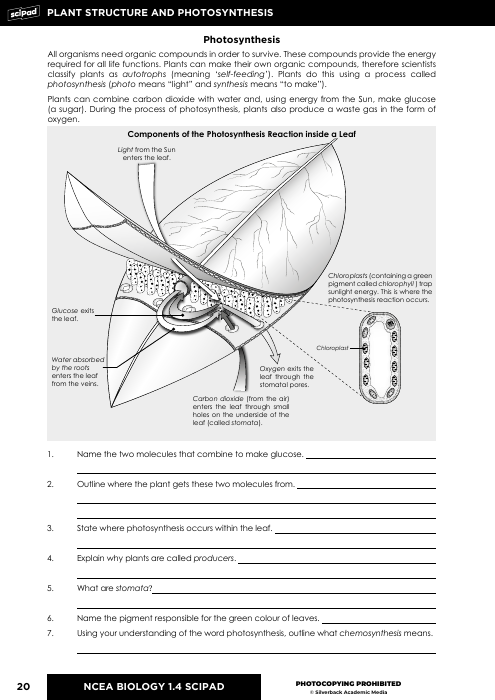 scipad PLANT STRUCTURE AND PHOTOSYNTHESIS
Photosynthesis
All organisms need organic compounds in order to survive. These compounds provide the energy
required for all life functions. Plants can make their own organic compounds, therefore scientists
classify plants as autotrophs (meaning ‘self-feeding’). Plants do this using a process called
photosynthesis (photo means “light” and synthesis means “to make”).
Plants can combine carbon dioxide with water and, using energy from the Sun, make glucose
(a sugar). During the process of photosynthesis, plants also produce a waste gas in the form of
oxygen.
Components of the Photosynthesis Reaction inside a Leaf
Light from the Sun
enters the leaf.
Chloroplasts (containing a green
pigment called chlorophyll) trap
sunlight energy. This is where the
photosynthesis reaction occurs.
Glucose exits
the leaf.
Chloroplast
Water absorbed
by the roots
enters the leaf
from the veins.
Oxygen exits the
leaf through the
stomatal pores.
Carbon dioxide (from the air)
enters the leaf through small
holes on the underside of the
leaf (called stomata).
1. Name the two molecules that combine to make glucose.
2. Outline where the plant gets these two molecules from.
3. State where photosynthesis occurs within the leaf.
4. Explain why plants are called producers.
5. What are stomata?
6. Name the pigment responsible for the green colour of leaves.
7. Using your understanding of the word photosynthesis, outline what chemosynthesis means.
20 NCEA BIOLOGY 1.4 SCIPAD
PHOTOCOPYING PROHIBITED
© Silverback Academic Media